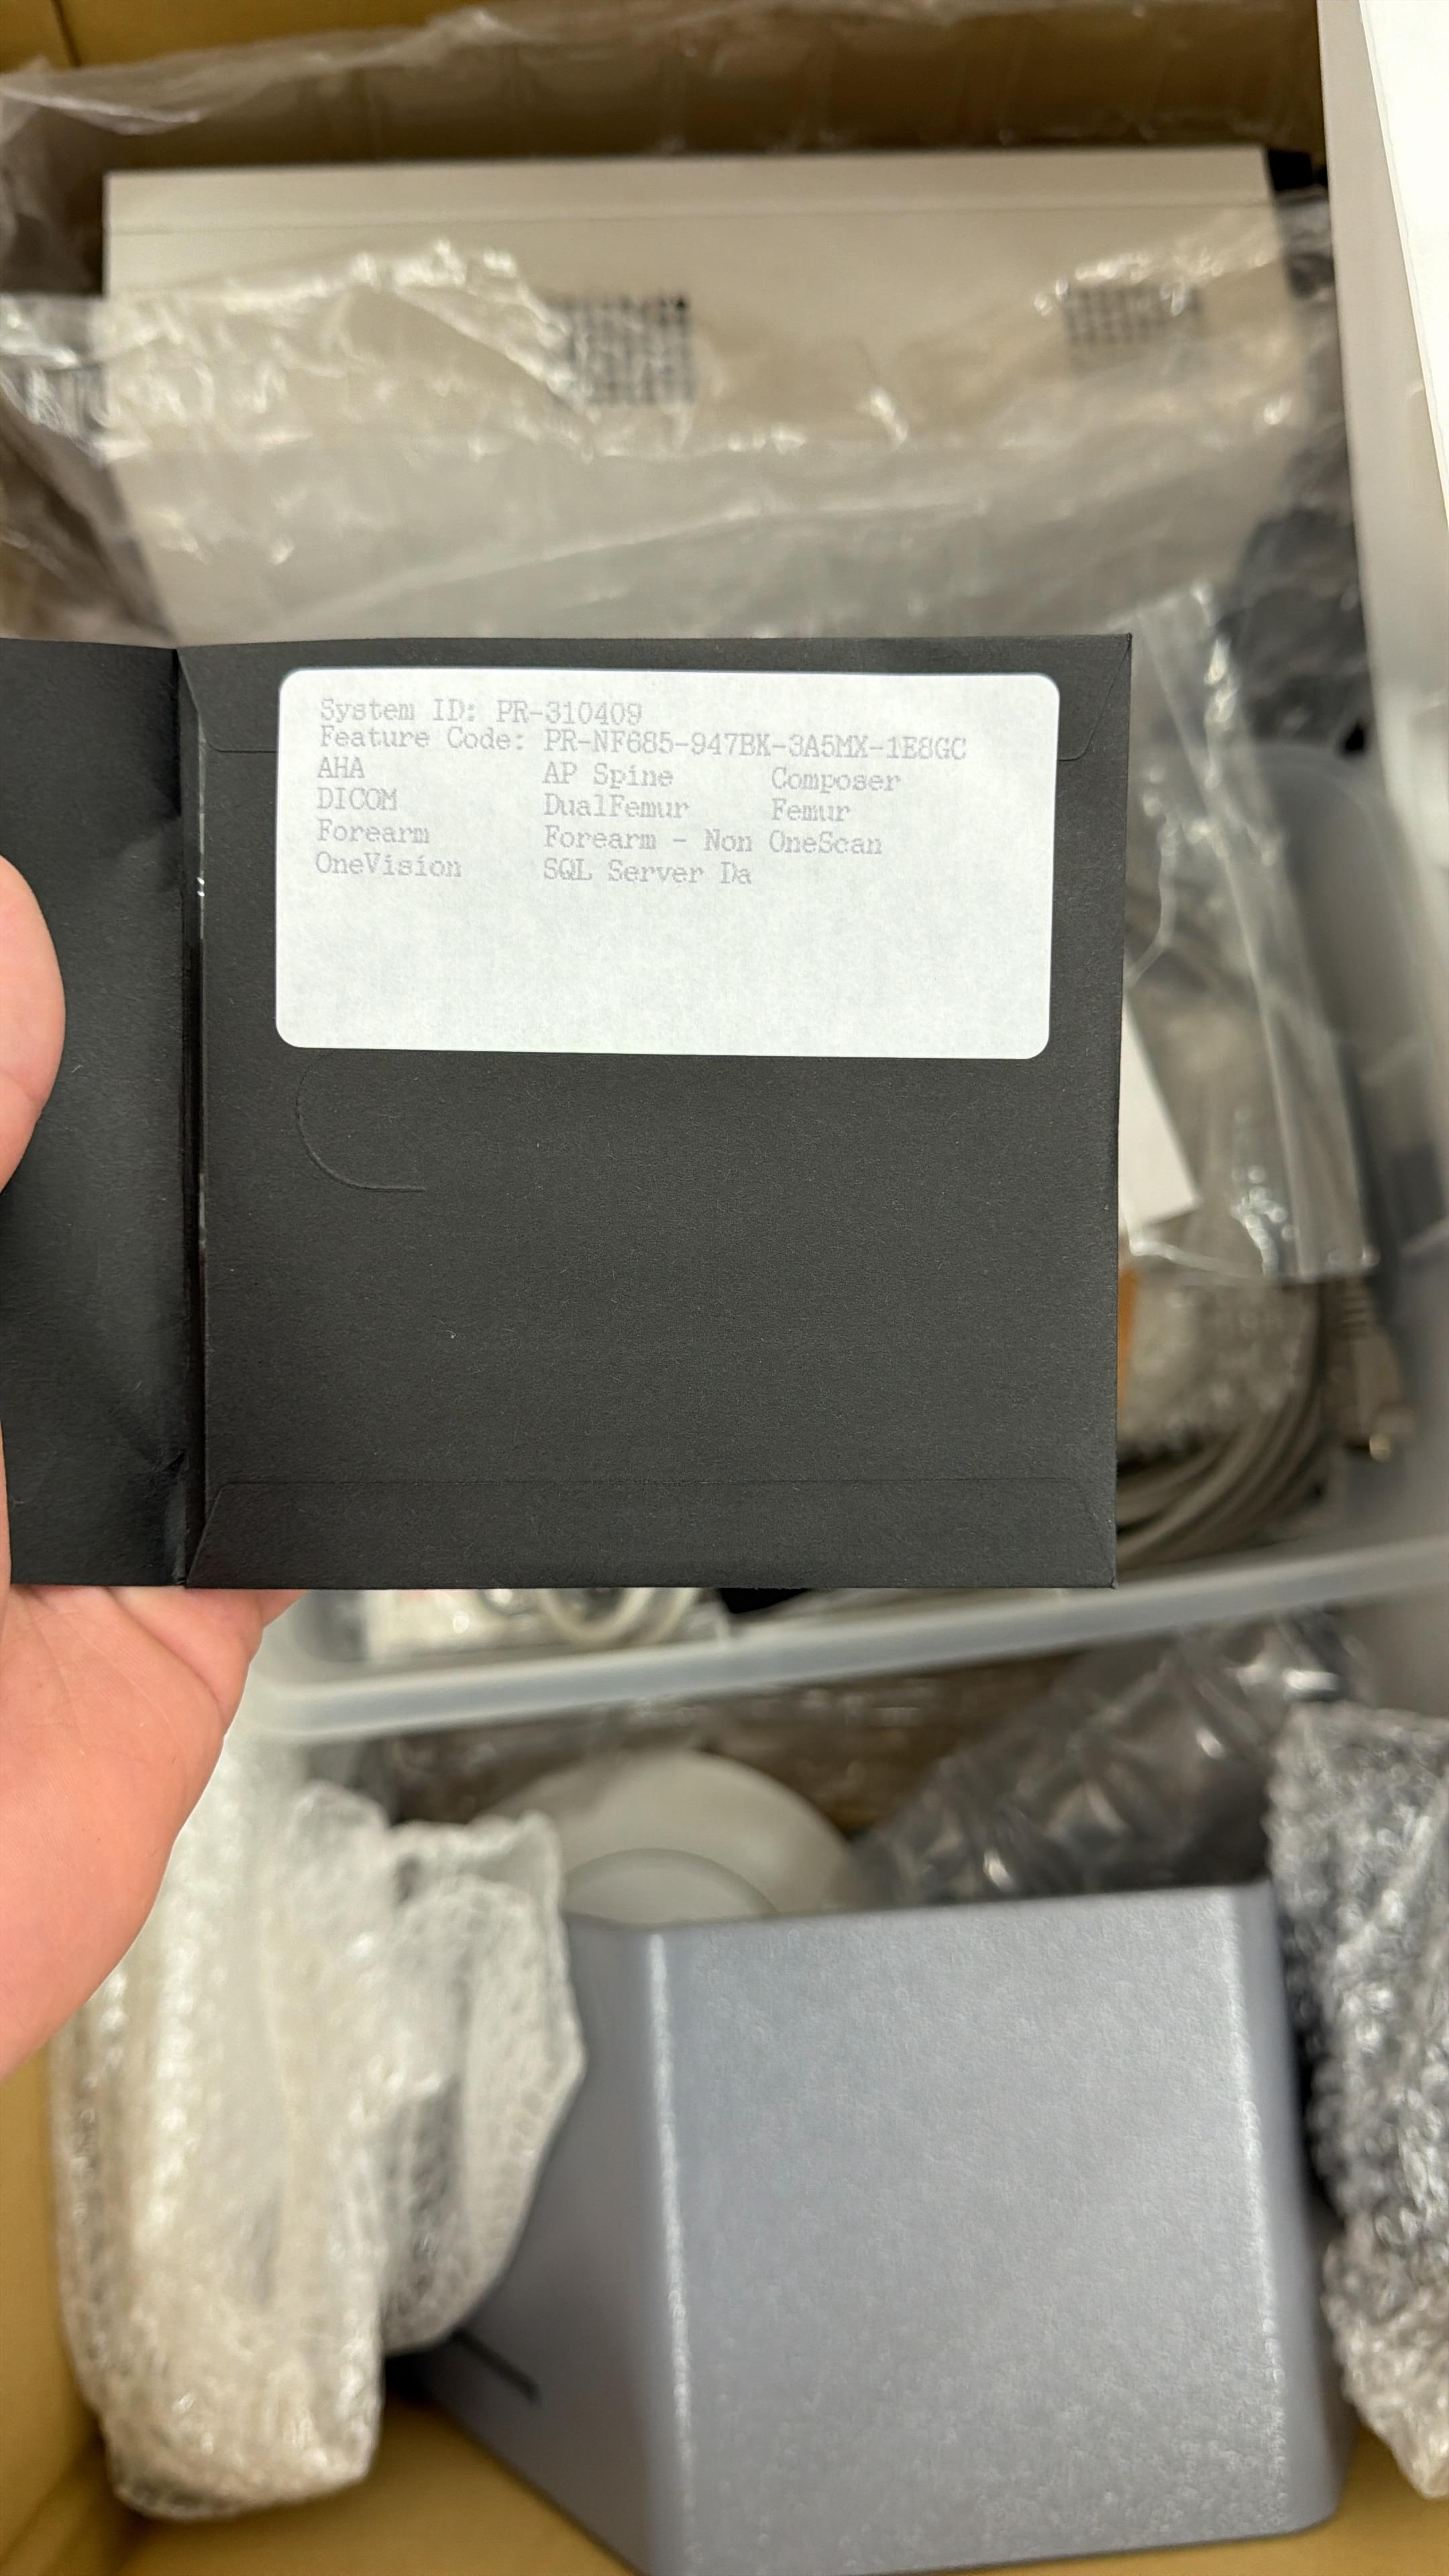 System ID: PR-310409
Feature Code: PR-NF685-947BK-3A5MX-1E8GC
AHA AP Spine Composer
DICOM DualFemur Femur
Forearm Forearm - Non OneScan
OneVision SQL Server Da